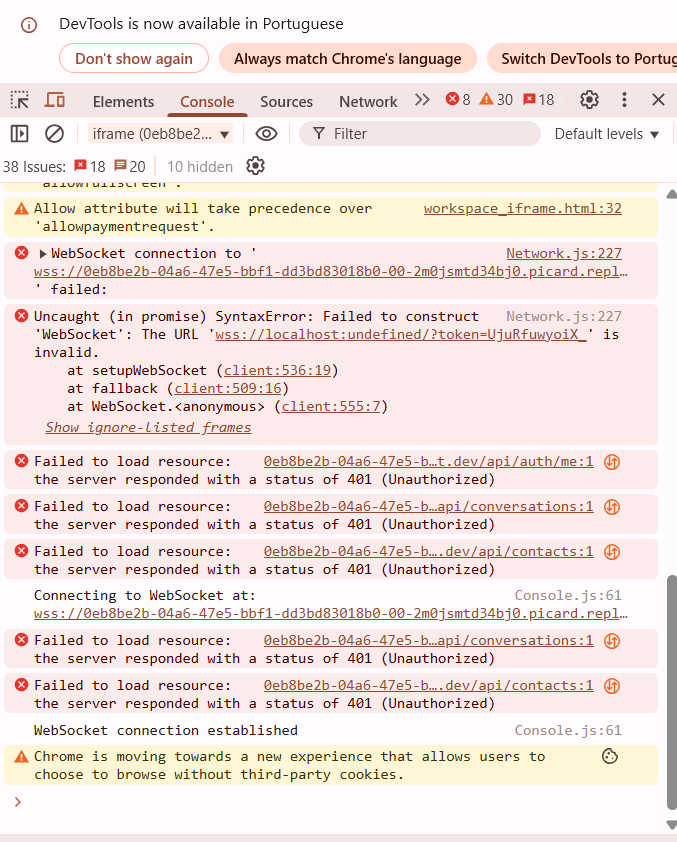 DevTools is now available in Portuguese
Don't show again
Always match Chrome's language
Switch DevTools to Portug
Elements
Console
Sources
Network
8
30
18
iframe (0eb8be2...
Filter
Default levels
38 Issues:
18
20
10 hidden
'allowfullscreen'.
Allow attribute will take precedence over workspace_iframe.html:32
'allowpaymentrequest'.
WebSocket connection to ' Network.js:227
wss://0eb8be2b-04a6-47e5-bbf1-dd3bd83018b0-00-2m0jsmtd34bj0.picard.repl…
' failed:
Uncaught (in promise) SyntaxError: Failed to construct Network.js:227
'WebSocket': The URL 'wss://localhost:undefined/?token=UjuRfuwyoiX_' is
invalid.
at setupWebSocket (client:536:19)
at fallback (client:509:16)
at WebSocket.<anonymous> (client:555:7)
Show ignore-listed frames
Failed to load resource: 0eb8be2b-04a6-47e5-b…t.dev/api/auth/me:1
the server responded with a status of 401 (Unauthorized)
Failed to load resource: 0eb8be2b-04a6-47e5-b…api/conversations:1
the server responded with a status of 401 (Unauthorized)
Failed to load resource: 0eb8be2b-04a6-47e5-b….dev/api/contacts:1
the server responded with a status of 401 (Unauthorized)
Connecting to WebSocket at: Console.js:61
wss://0eb8be2b-04a6-47e5-bbf1-dd3bd83018b0-00-2m0jsmtd34bj0.picard.repl…
Failed to load resource: 0eb8be2b-04a6-47e5-b…api/conversations:1
the server responded with a status of 401 (Unauthorized)
Failed to load resource: 0eb8be2b-04a6-47e5-b….dev/api/contacts:1
the server responded with a status of 401 (Unauthorized)
WebSocket connection established Console.js:61
Chrome is moving towards a new experience that allows users to
choose to browse without third-party cookies.